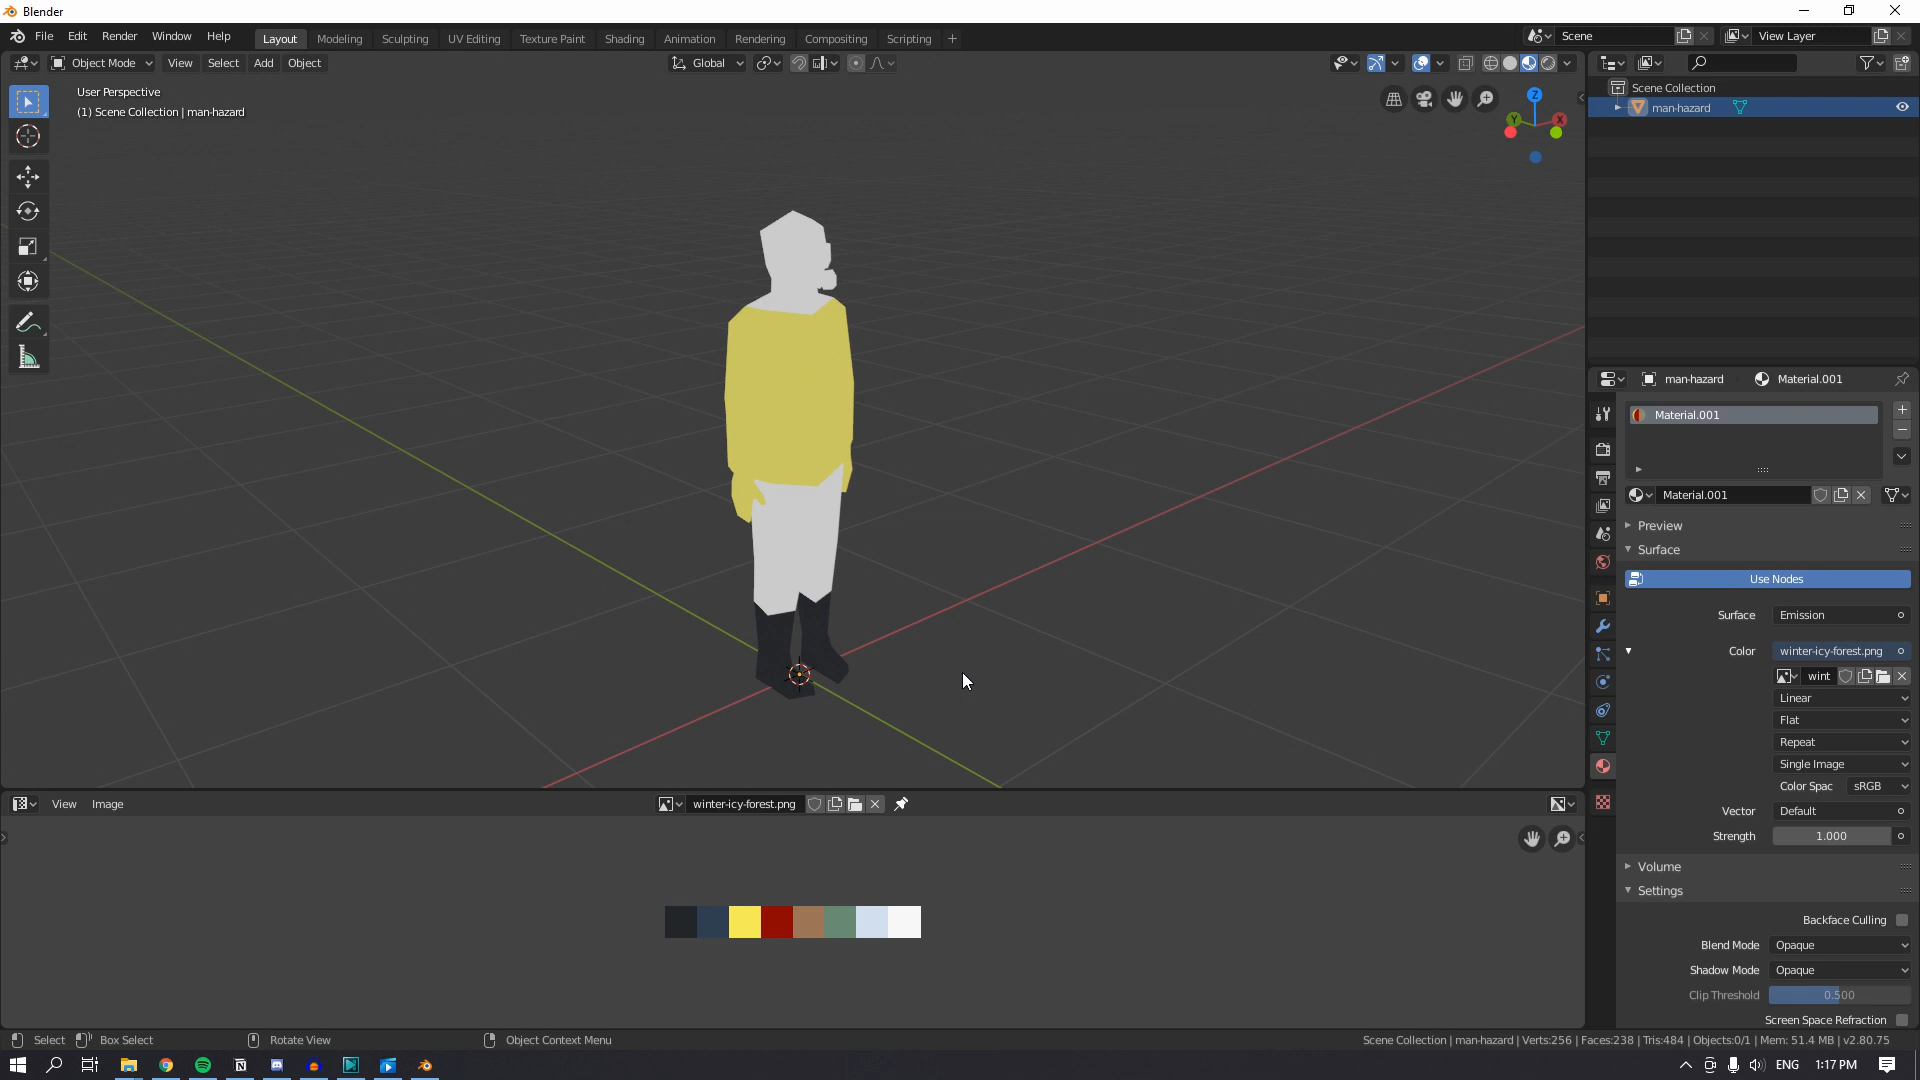 Blender
File Edit Render Window Help
Layout Modeling Sculpting UV Editing Texture Paint Shading Animation Rendering Compositing Scripting
Scene
View Layer
Object Mode View Select Add Object
Global
User Perspective
(1) Scene Collection | man-hazard
Z
Y
X
Scene Collection
man-hazard
man-hazard
Material.001
Material.001
Material.001
Preview
Surface
Use Nodes
Surface Emission
Color winter-icy-forest.png
wint
Linear
Flat
Repeat
Single Image
Color Spac sRGB
Vector Default
Strength 1.000
Volume
Settings
Backface Culling
Blend Mode Opaque
Shadow Mode Opaque
Clip Threshold 0.500
Screen Space Refraction
View Image
winter-icy-forest.png
Select Box Select Rotate View Object Context Menu
Scene Collection | man-hazard | Verts:256 | Faces:238 | Tris:484 | Objects:0/1 | Mem: 51.4 MB | v2.80.75
ENG 1:17 PM